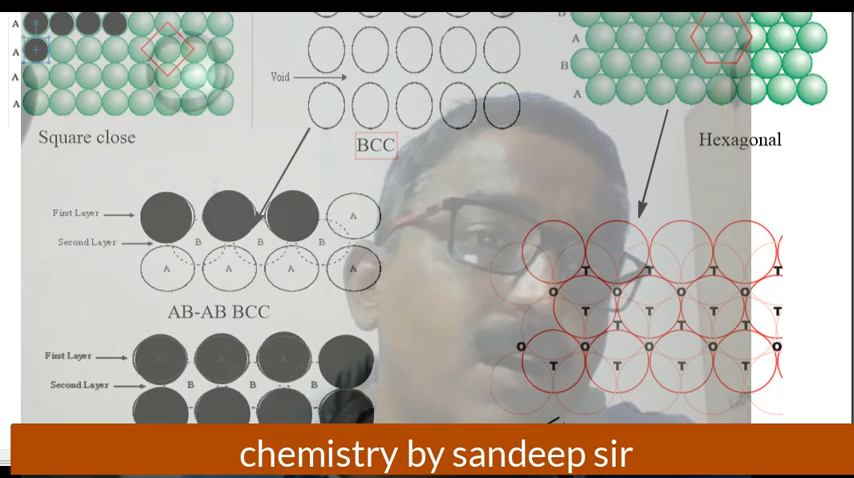 A
B
A
A
A
B
Void
A
A
Square close
BCC
Hexagonal
First Layer
A
Second Layer
B B B
A A A A
T T T T
O O O O
T T T T
T T T
AB-AB BCC
O O O O O
T T T T
First Layer
A A A
Second Layer
B B B
chemistry by sandeep sir